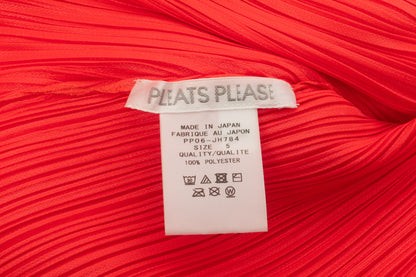 PLEATS PLEASE
MADE IN JAPAN
FABRIQUE AU JAPON
PP06-JH784
SIZE 5
QUALITY/QUALITE
100% POLYESTER